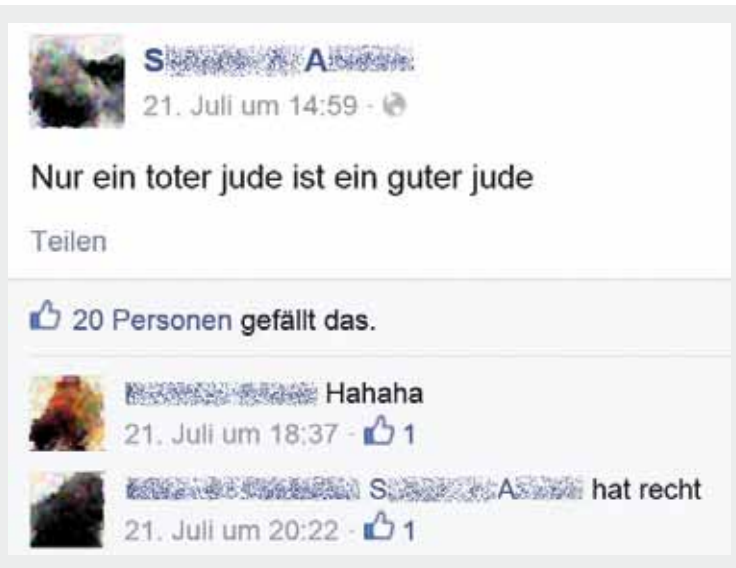 S A
21. Juli um 14:59 ·
Nur ein toter jude ist ein guter jude
Teilen
20 Personen gefällt das.
Hahaha
21. Juli um 18:37 · 1
S A hat recht
21. Juli um 20:22 · 1